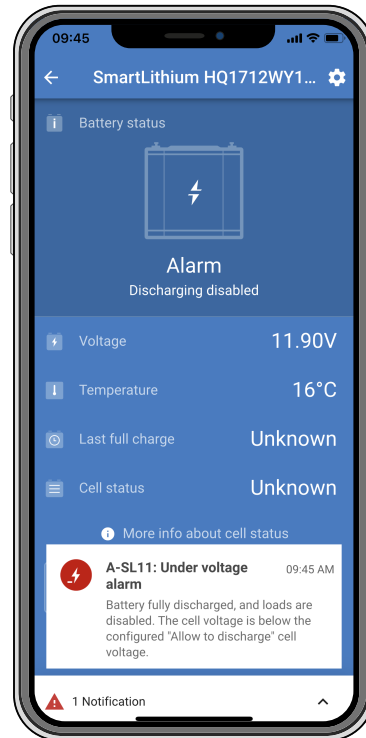 09:45
SmartLithium HQ1712WY1...
Battery status
Alarm
Discharging disabled
Voltage 11.90V
Temperature 16°C
Last full charge Unknown
Cell status Unknown
More info about cell status
A-SL11: Under voltage 09:45 AM
alarm
Battery fully discharged, and loads are
disabled. The cell voltage is below the
configured "Allow to discharge" cell
voltage.
1 Notification